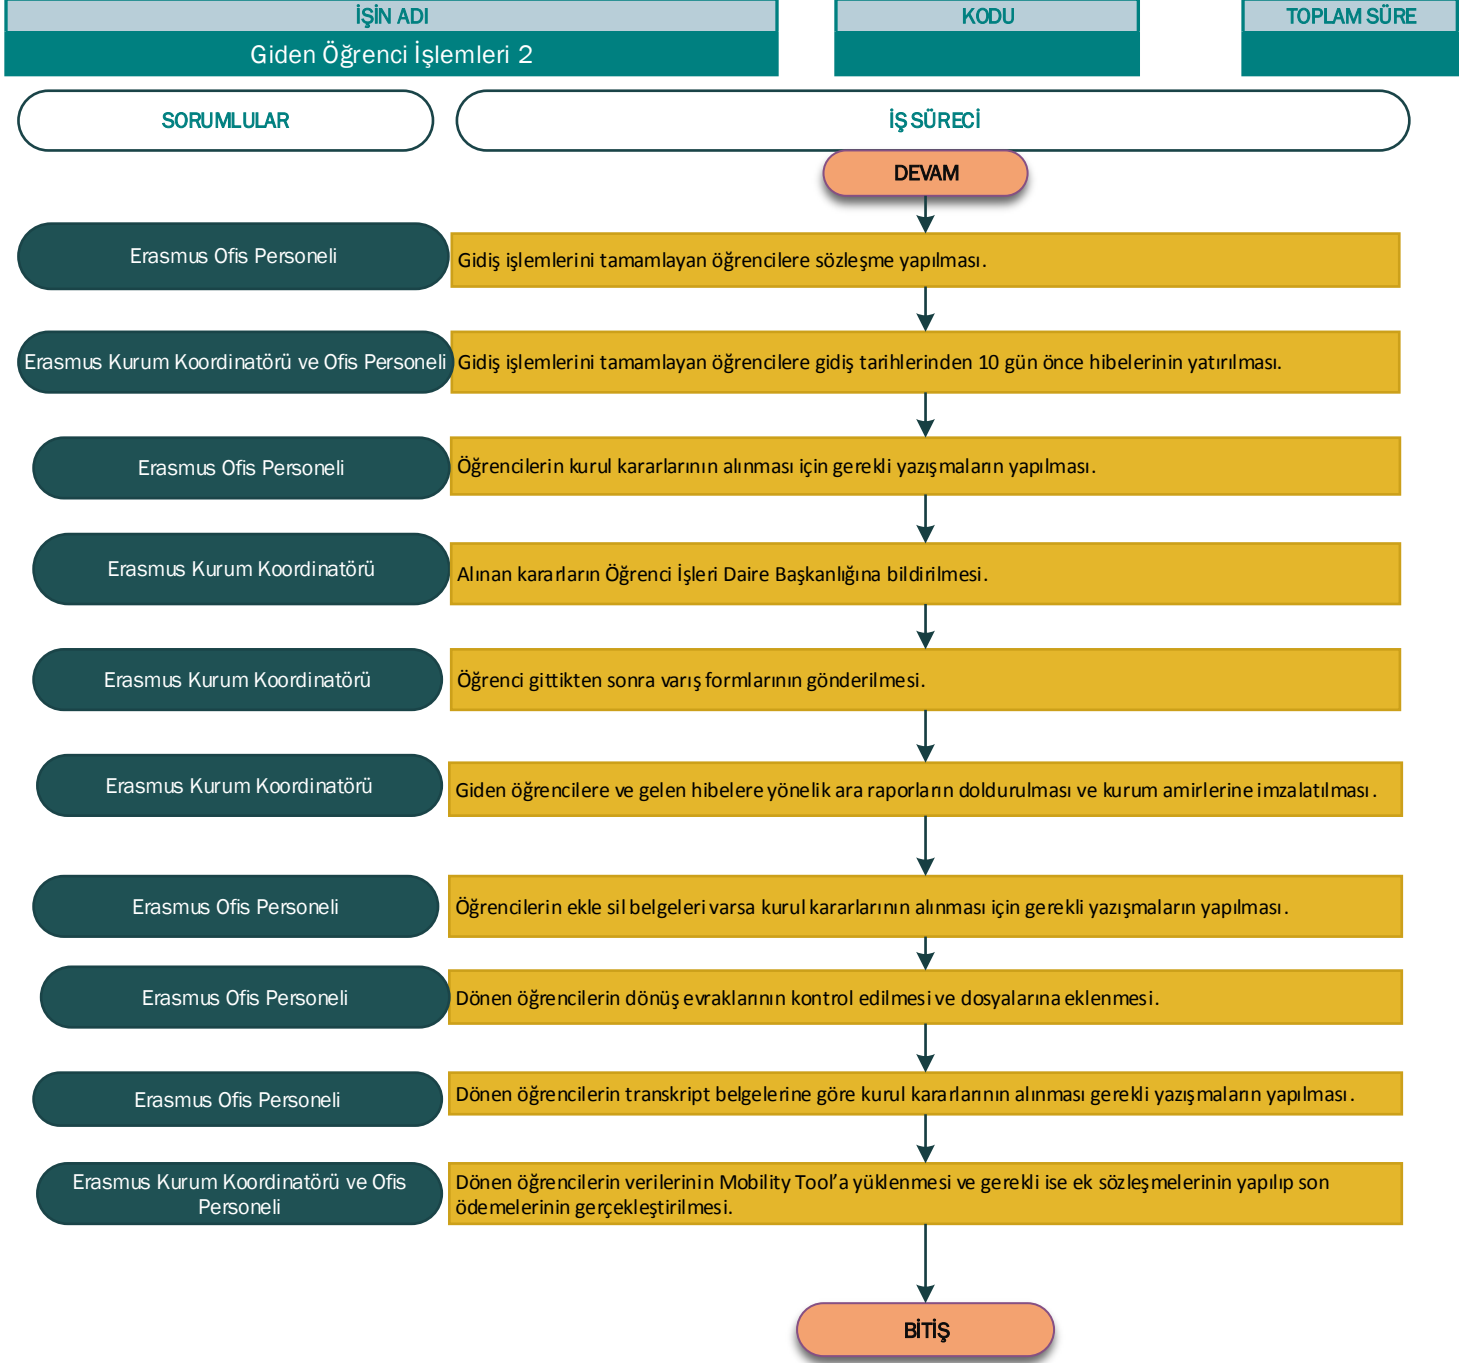 İŞİN ADI
KODU
TOPLAM SÜRE
Giden Öğrenci İşlemleri 2
SORUMLULAR
İŞ SÜRECİ
DEVAM
Erasmus Ofis Personeli
Gidiş işlemlerini tamamlayan öğrencilere sözleşme yapılması.
Erasmus Kurum Koordinatörü ve Ofis Personeli
Gidiş işlemlerini tamamlayan öğrencilere gidiş tarihlerinden 10 gün önce hibelerinin yatırılması.
Erasmus Ofis Personeli
Öğrencilerin kurul kararlarının alınması için gerekli yazışmaların yapılması.
Erasmus Kurum Koordinatörü
Alınan kararların Öğrenci İşleri Daire Başkanlığına bildirilmesi.
Erasmus Kurum Koordinatörü
Öğrenci gittikten sonra varış formlarının gönderilmesi.
Erasmus Kurum Koordinatörü
Giden öğrencilere ve gelen hibelere yönelik ara raporların doldurulması ve kurum amirlerine imzalatılması.
Erasmus Ofis Personeli
Öğrencilerin ekle sil belgeleri varsa kurul kararlarının alınması için gerekli yazışmaların yapılması.
Erasmus Ofis Personeli
Dönen öğrencilerin dönüş evraklarının kontrol edilmesi ve dosyalarına eklenmesi.
Erasmus Ofis Personeli
Dönen öğrencilerin transkript belgelerine göre kurul kararlarının alınması gerekli yazışmaların yapılması.
Erasmus Kurum Koordinatörü ve Ofis
Personeli
Dönen öğrencilerin verilerinin Mobility Tool'a yüklenmesi ve gerekli ise ek sözleşmelerinin yapılıp son
ödemelerinin gerçekleştirilmesi.
BİTİŞ